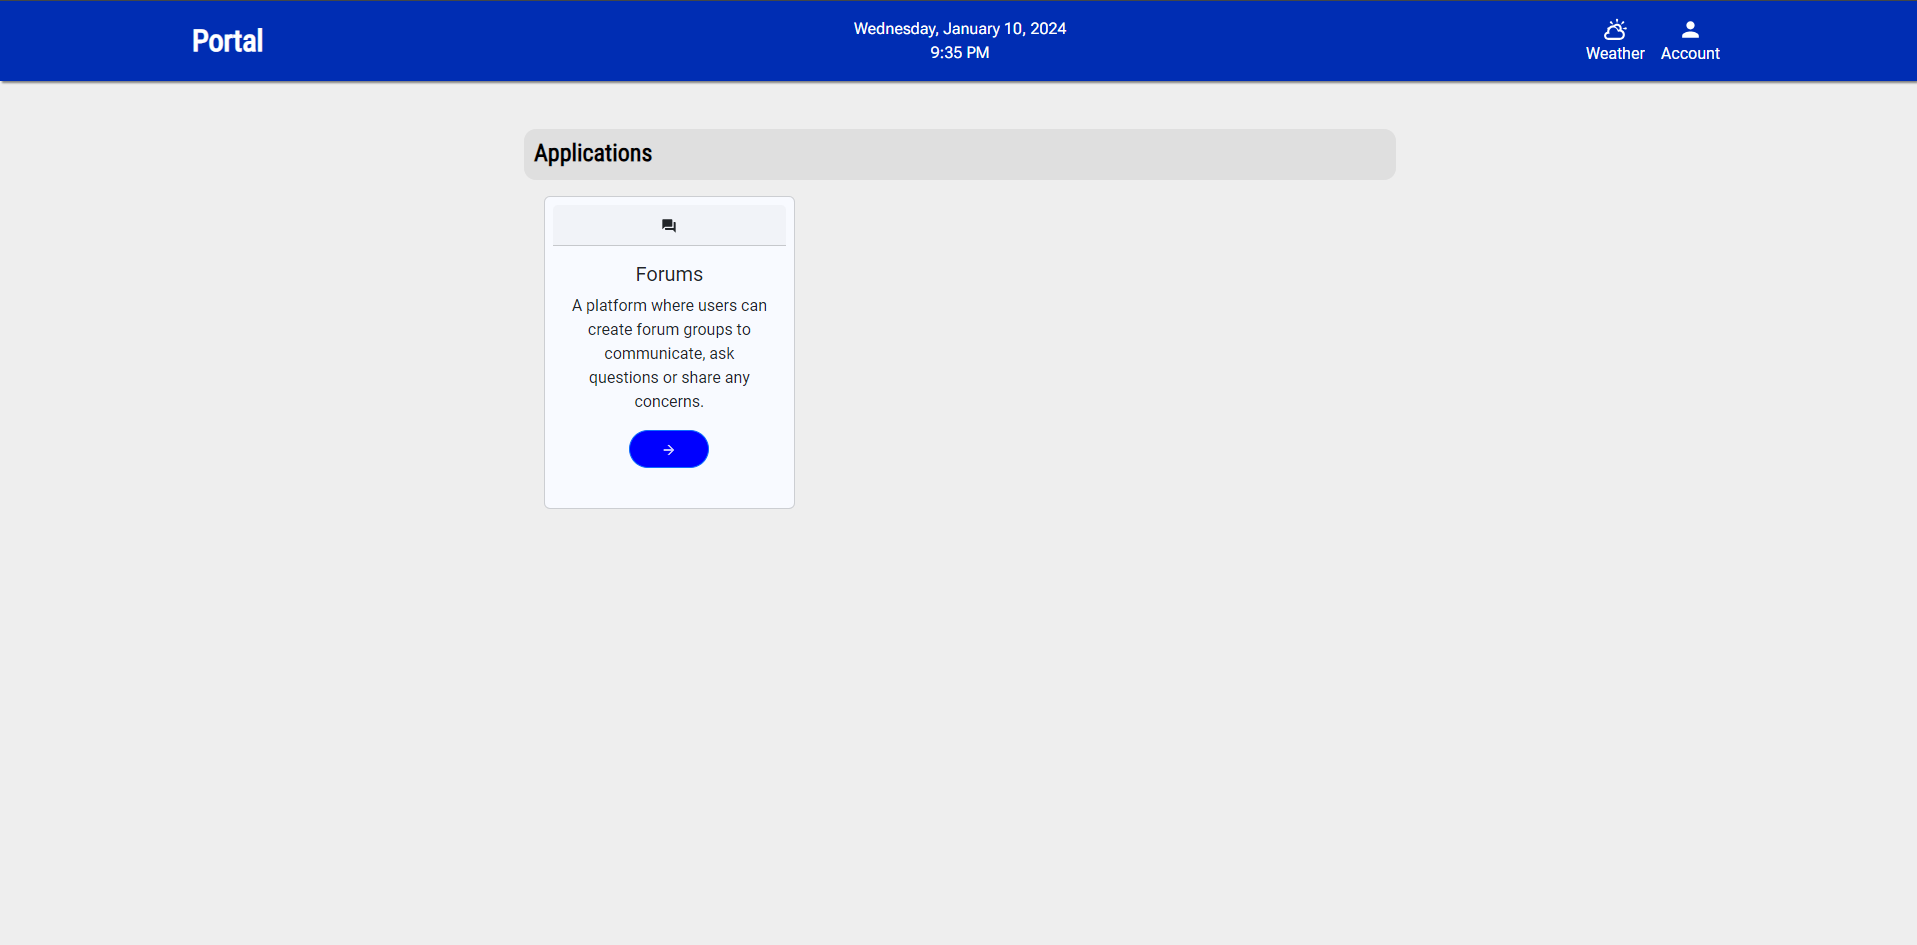 Portal
Wednesday, January 10, 2024
9:35 PM
Weather
Account
Applications
Forums
A platform where users can
create forum groups to
communicate, ask
questions or share any
concerns.